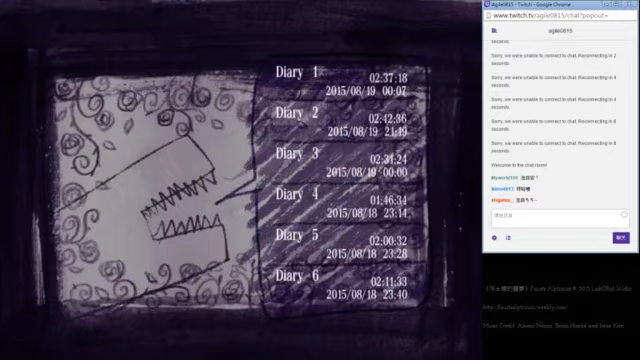 Diary 1
02:37:18
2015/08/19 00:07
Diary 2
02:42:36
2015/08/19 21:19
Diary 3
02:31:24
2015/08/19 00:00
Diary 4
01:46:34
2015/08/18 23:14
Diary 5
02:00:32
2015/08/18 23:28
Diary 6
02:11:33
2015/08/18 23:40
Agile0815 - Twitch - Google Chrome
www.twitch.tv/agile0815/chat?popout=
agile0815
seconds.
Sorry, we were unable to connect to chat. Reconnecting in 2
seconds.
Sorry, we were unable to connect to chat. Reconnecting in 4
seconds.
Sorry, we were unable to connect to chat. Reconnecting in 4
seconds.
Sorry, we were unable to connect to chat. Reconnecting in 8
seconds.
Sorry, we were unable to connect to chat. Reconnecting in 8
seconds.
Welcome to the chat room!